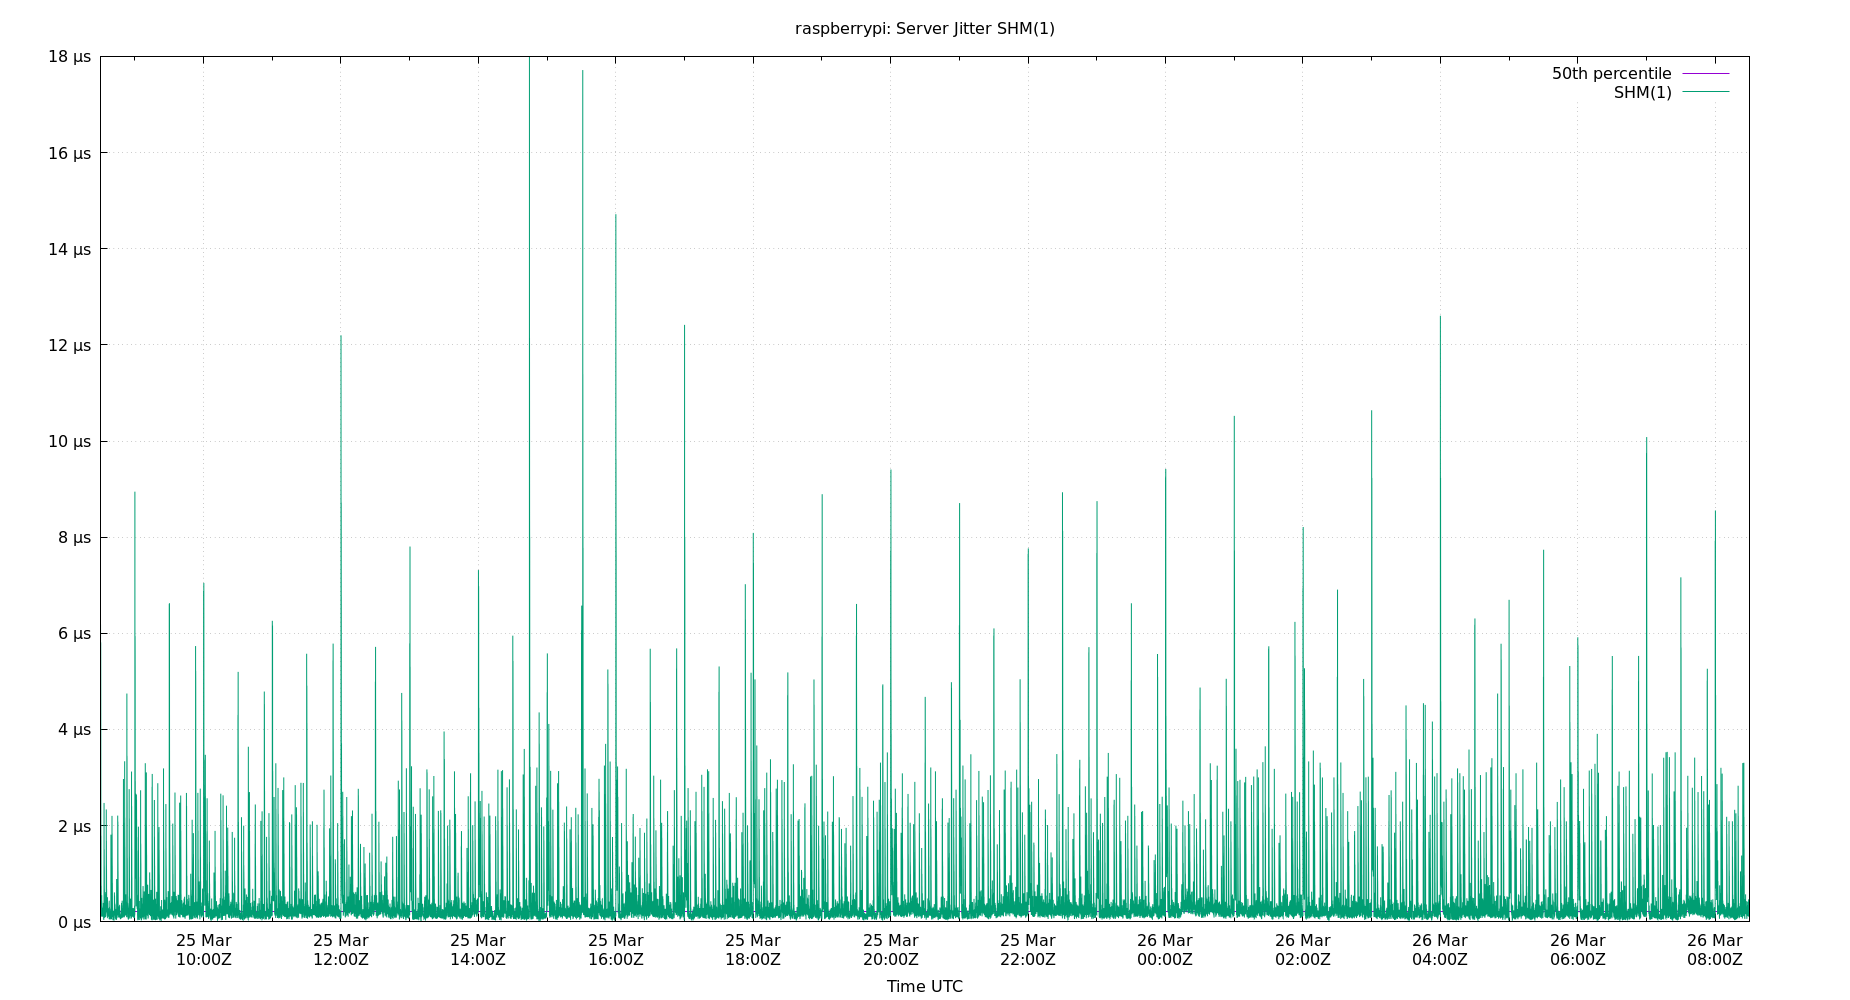 raspberrypi: Server Jitter SHM(1)
18 µs
16 µs
14 µs
12 µs
10 µs
8 µs
6 µs
4 µs
2 µs
0 µs
50th percentile
SHM(1)
25 Mar 25 Mar 25 Mar 25 Mar 25 Mar 25 Mar 25 Mar 26 Mar 26 Mar 26 Mar 26 Mar 26 Mar
10:00Z 12:00Z 14:00Z 16:00Z 18:00Z 20:00Z 22:00Z 00:00Z 02:00Z 04:00Z 06:00Z 08:00Z
Time UTC